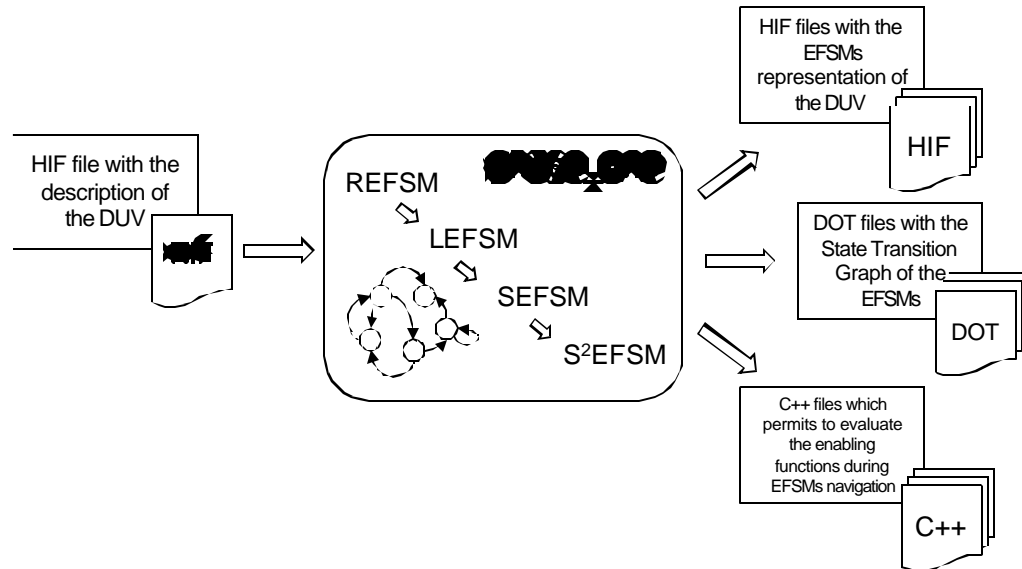 HIF file with the
description of
the DUV
REFSM
LEFSM
SEFSM
S²EFSM
HIF files with the
EFSMs
representation of
the DUV
HIF
DOT files with the
State Transition
Graph of the
EFSMs
DOT
C++ files which
permits to evaluate
the enabling
functions during
EFSMs navigation
C++